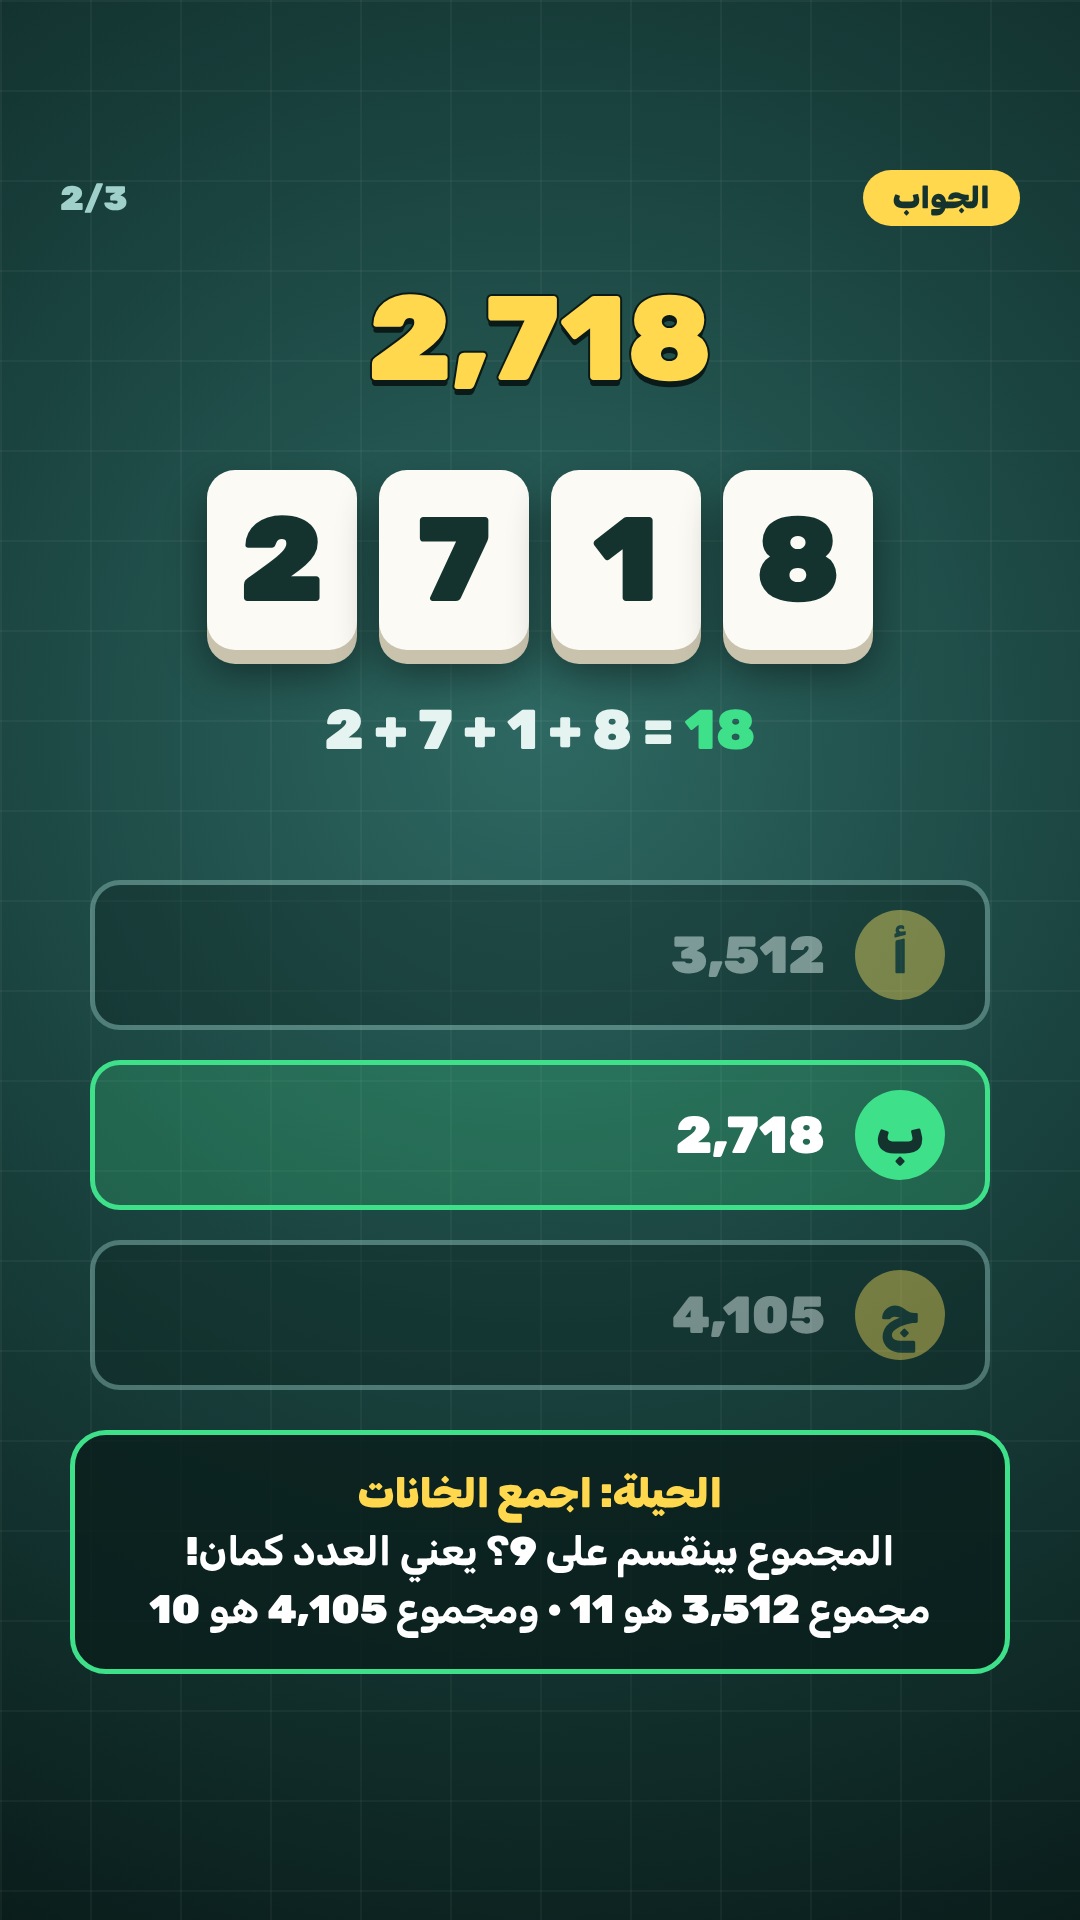 الجواب
2/3
2,718
2 7 1 8
2 + 7 + 1 + 8 = 18
أ 3,512
ب 2,718
ج 4,105
الحيلة: اجمع الخانات
المجموع بينقسم على 9؟ يعني العدد كمان!
مجموع 3,512 هو 11 • ومجموع 4,105 هو 10